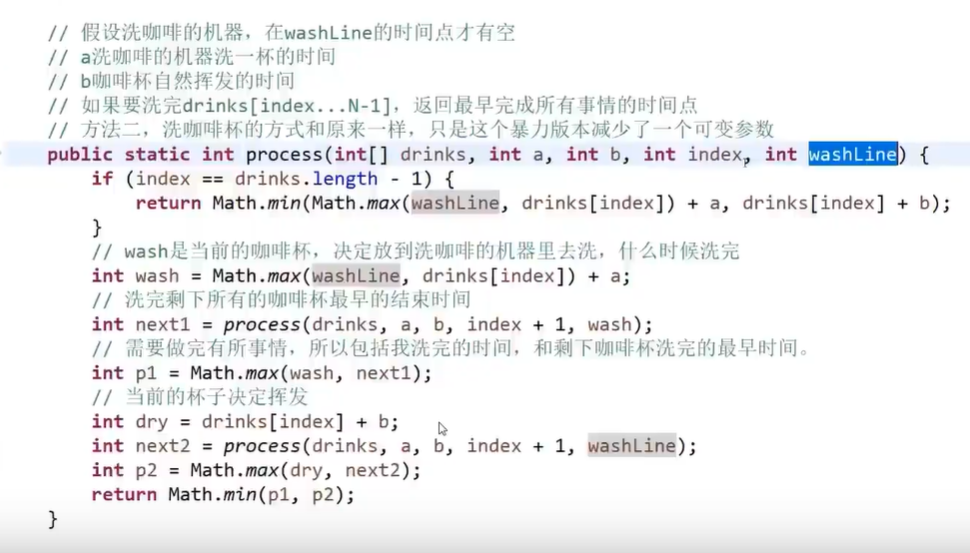 // 假设洗咖啡的机器，在washLine的时间点才有空
// a洗咖啡的机器洗一杯的时间
// b咖啡杯自然挥发的时间
// 如果要洗完drinks[index...N-1]，返回最早完成所有事情的时间点
// 方法二，洗咖啡杯的方式和原来一样，只是这个暴力版本减少了一个可变参数
public static int process(int[] drinks, int a, int b, int index, int washLine) {
if (index == drinks.length - 1) {
return Math.min(Math.max(washLine, drinks[index]) + a, drinks[index] + b);
}
// wash是当前的咖啡杯，决定放到洗咖啡的机器里去洗，什么时候洗完
int wash = Math.max(washLine, drinks[index]) + a;
// 洗完剩下所有的咖啡杯最早的结束时间
int next1 = process(drinks, a, b, index + 1, wash);
// 需要做完有所事情，所以包括我洗完的时间，和剩下咖啡杯洗完的最早时间。
int p1 = Math.max(wash, next1);
// 当前的杯子决定挥发
int dry = drinks[index] + b;
int next2 = process(drinks, a, b, index + 1, washLine);
int p2 = Math.max(dry, next2);
return Math.min(p1, p2);
}